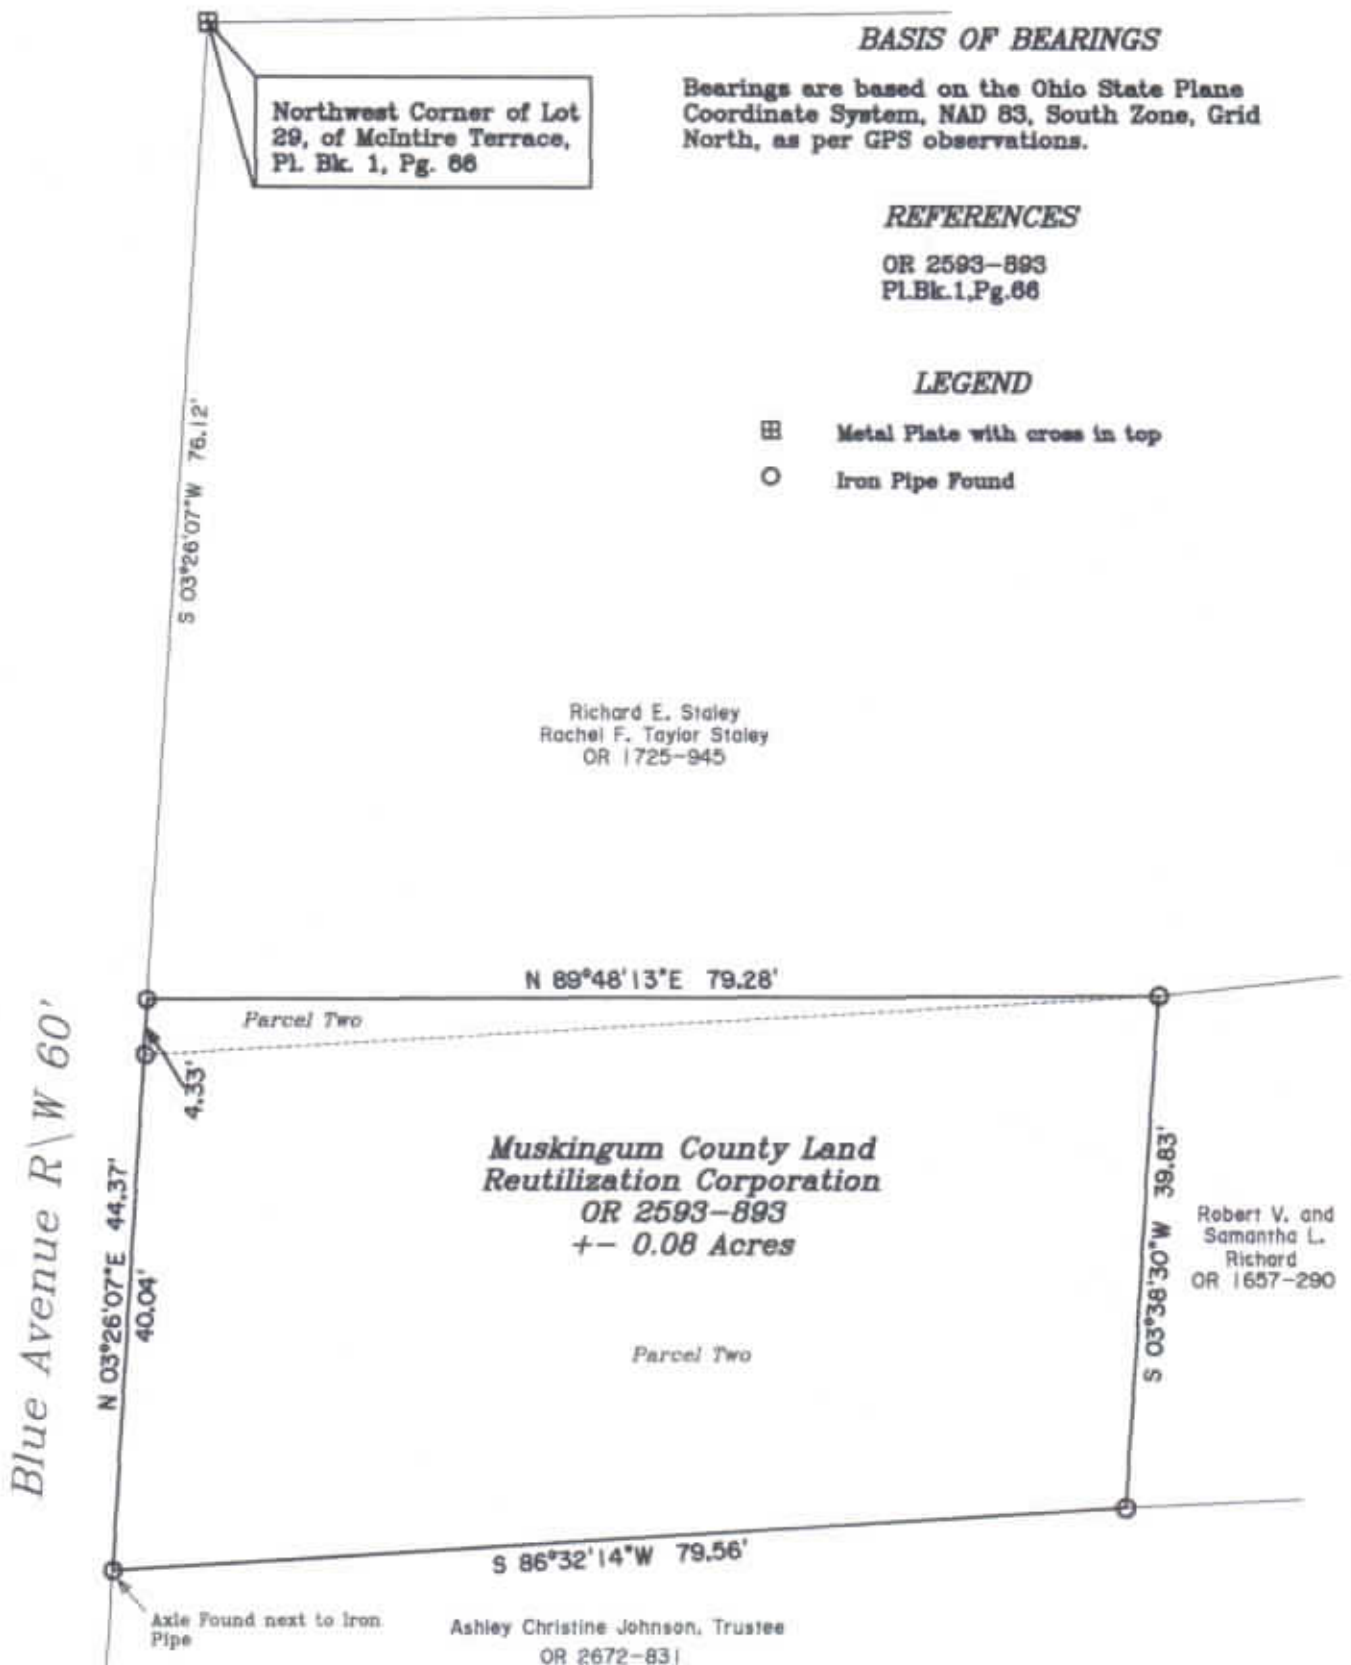 BASIS OF BEARINGS
Bearings are based on the Ohio State Plane
Coordinate System, NAD 83, South Zone, Grid
North, as per GPS observations.
Northwest Corner of Lot
29, of McIntire Terrace,
Pl. Bk. 1, Pg. 66
REFERENCES
OR 2593-893
Pl.Bk.1,Pg.66
LEGEND
Metal Plate with cross in top
Iron Pipe Found
S 03°26'07"W 76.12'
Richard E. Staley
Rachel F. Taylor Staley
OR 1725-945
N 89°48'13"E 79.28'
Parcel Two
4.33'
Blue Avenue R\W 60'
N 03°26'07"E 44.37'
40.04'
Muskingum County Land
Reutilization Corporation
OR 2593-893
+- 0.08 Acres
Parcel Two
S 03°38'30"W 39.83'
Robert V. and
Samantha L.
Richard
OR 1657-290
S 86°32'14"W 79.56'
Axle Found next to Iron
Pipe
Ashley Christine Johnson, Trustee
OR 2672-831